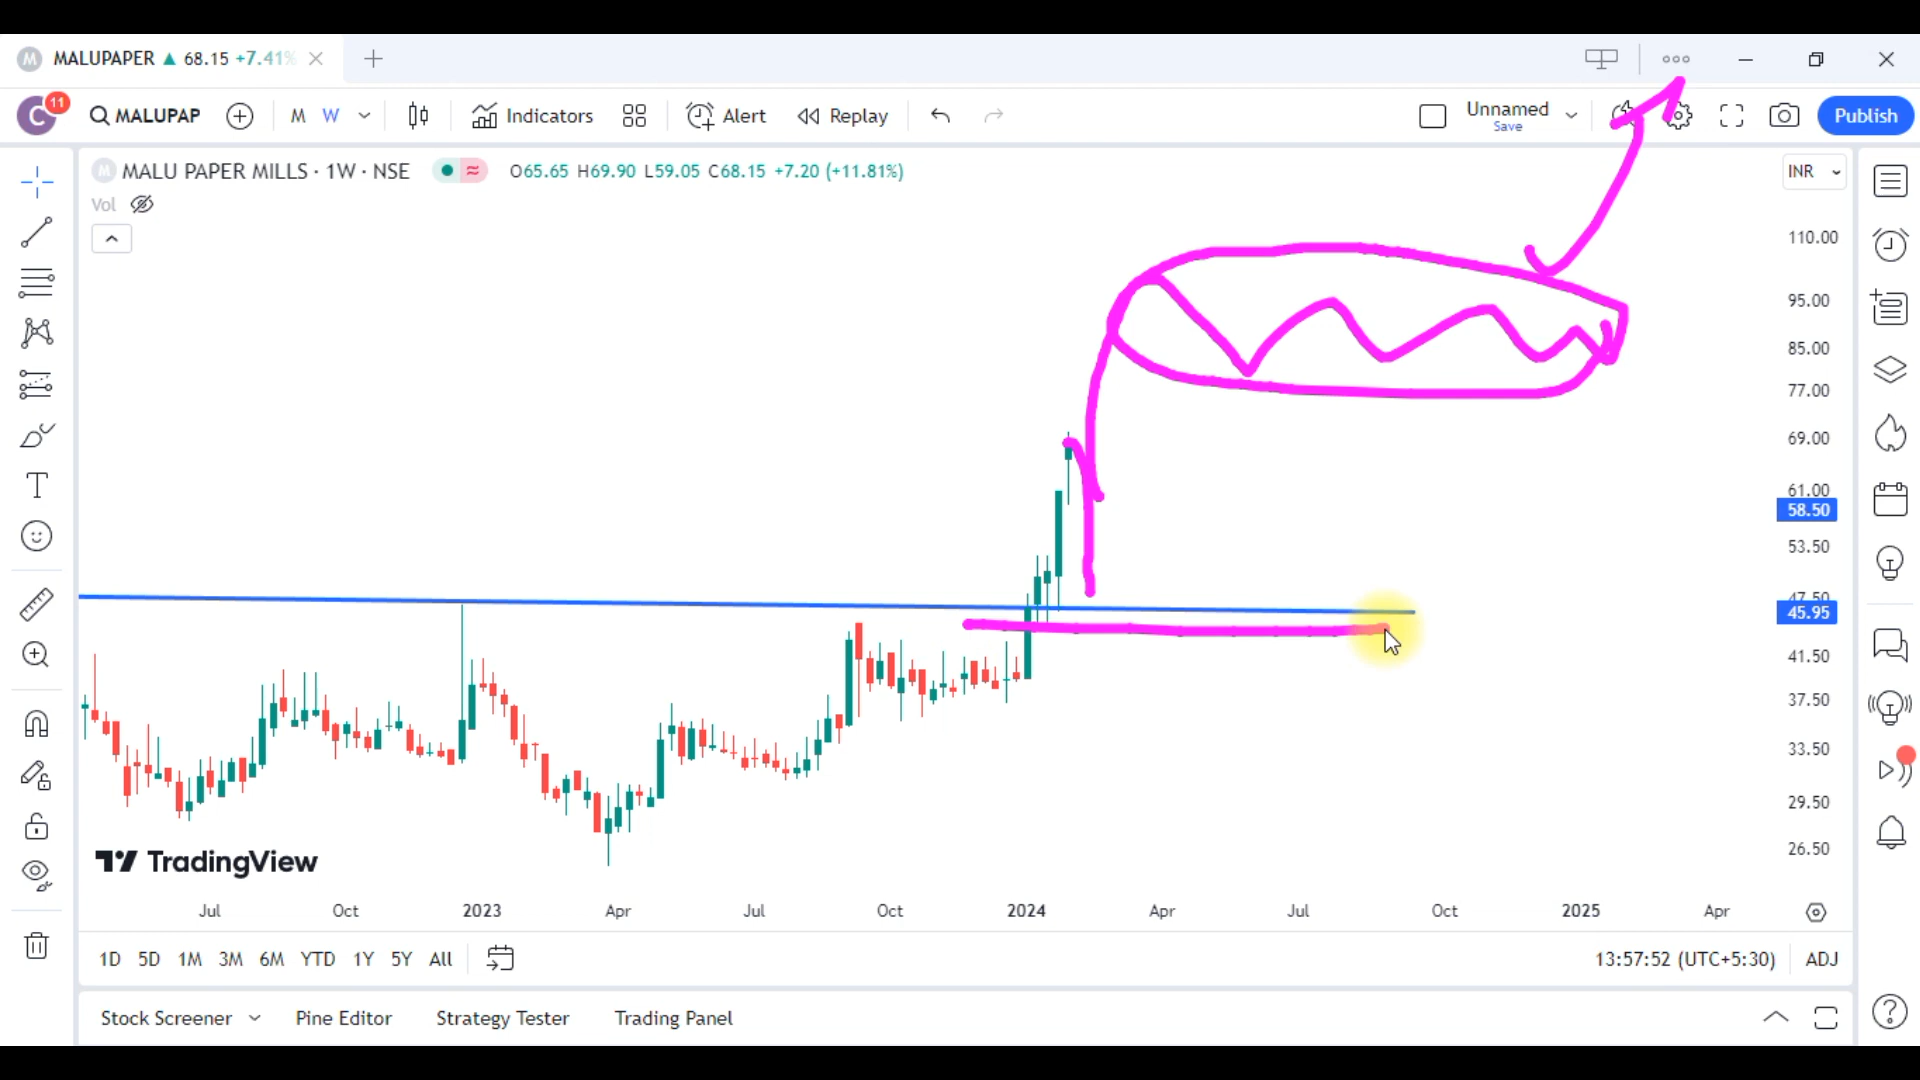 M MALUPAPER ▲ 68.15 +7.41%
C 11 MALUPAP M W Indicators Alert Replay Unnamed Save Publish
M MALU PAPER MILLS · 1W · NSE O65.65 H69.90 L59.05 C68.15 +7.20 (+11.81%) INR
Vol
110.00
95.00
85.00
77.00
69.00
61.00
58.50
53.50
47.50
45.95
41.50
37.50
33.50
29.50
26.50
TradingView
Jul Oct 2023 Apr Jul Oct 2024 Apr Jul Oct 2025 Apr
1D 5D 1M 3M 6M YTD 1Y 5Y All 13:57:52 (UTC+5:30) ADJ
Stock Screener Pine Editor Strategy Tester Trading Panel